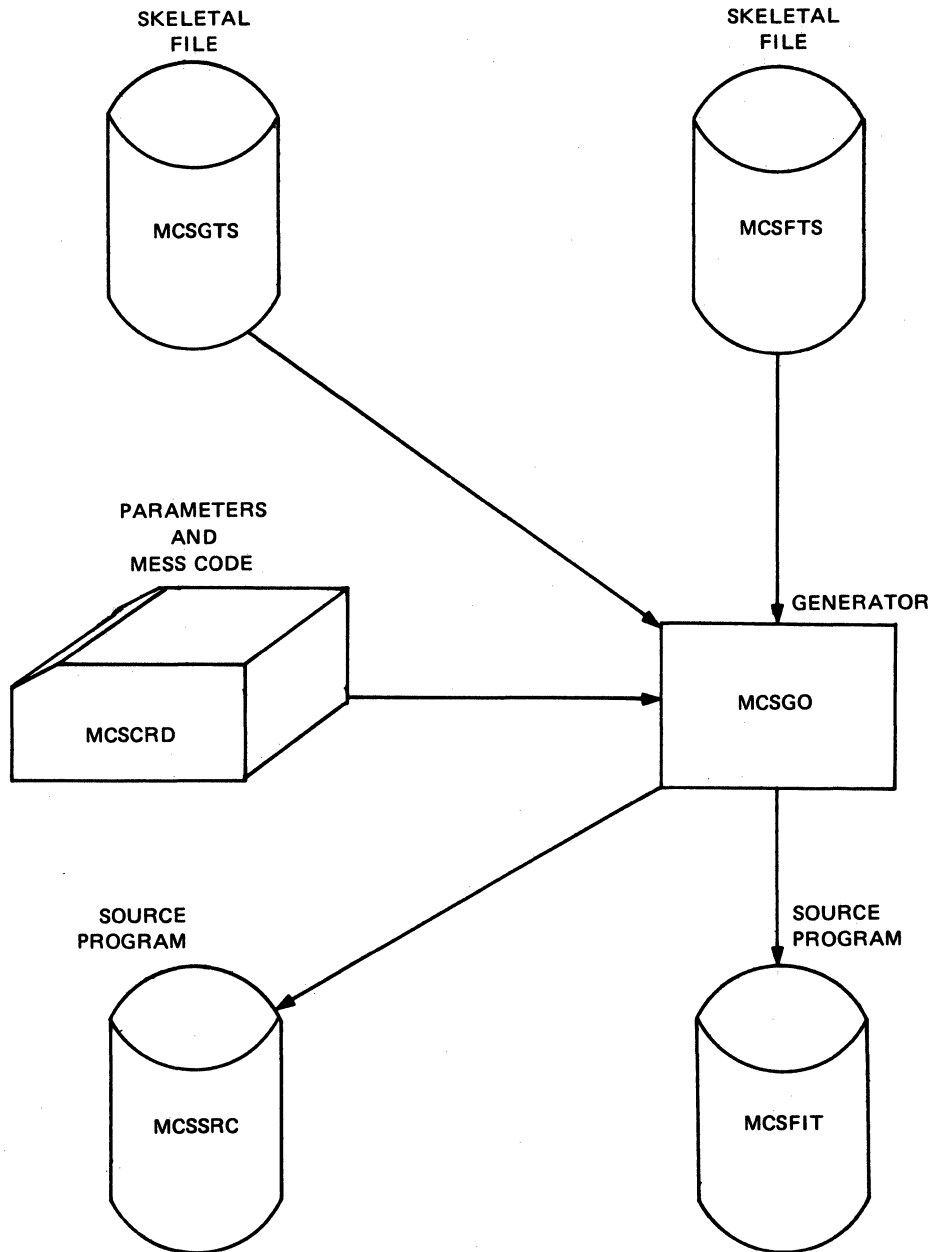 SKELETAL
FILE
SKELETAL
FILE
MCSGTS
MCSFTS
PARAMETERS
AND
MESS CODE
GENERATOR
MCSCRD
MCSGO
SOURCE
PROGRAM
SOURCE
PROGRAM
MCSSRC
MCSFIT